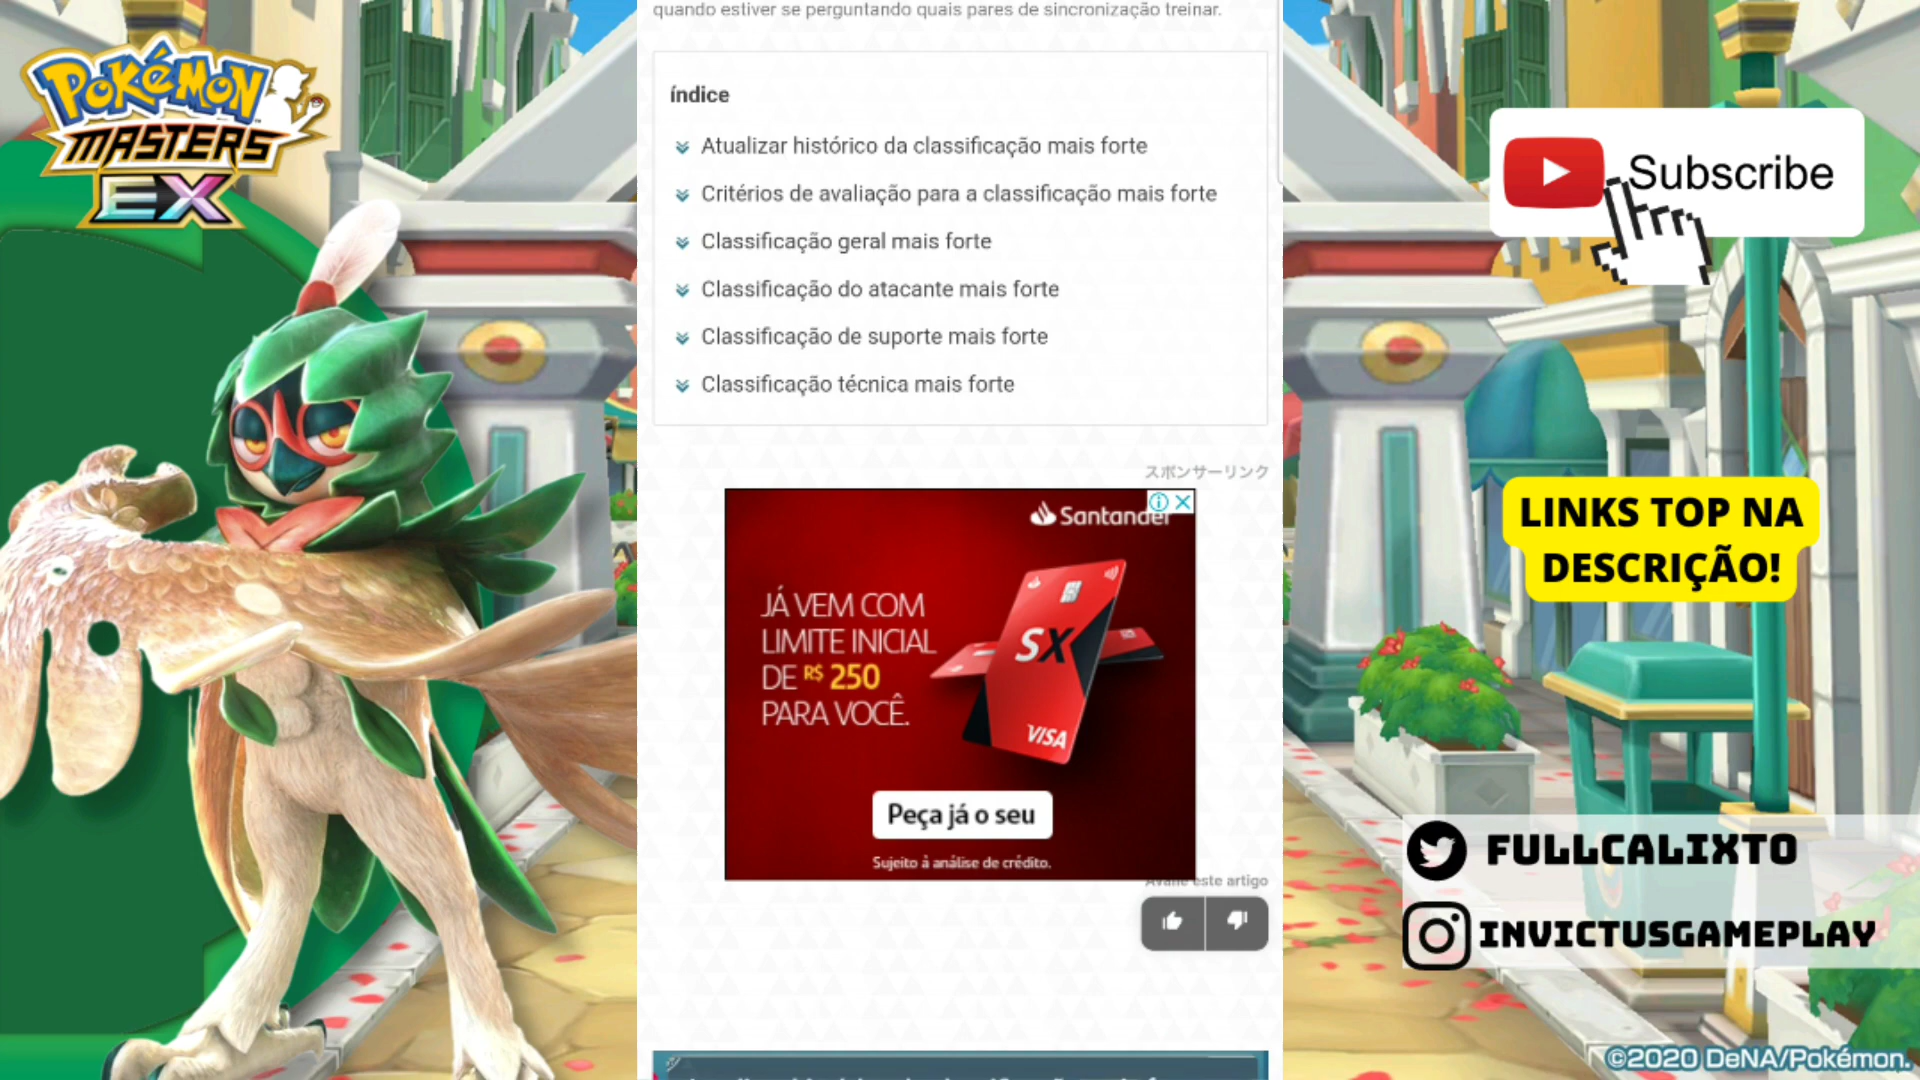 POKéMON
MASTERS
EX
quando estiver se perguntando quais pares de sincronização treinar.
índice
Atualizar histórico da classificação mais forte
Critérios de avaliação para a classificação mais forte
Classificação geral mais forte
Classificação do atacante mais forte
Classificação de suporte mais forte
Classificação técnica mais forte
スポンサーリンク
Santander
JÁ VEM COM
LIMITE INICIAL
DE R$ 250
PARA VOCÊ.
SX
VISA
Peça já o seu
Sujeito à análise de crédito.
Avalie este artigo
Subscribe
LINKS TOP NA
DESCRIÇÃO!
FULLCALIXTO
INVICTUSGAMEPLAY
©2020 DeNA/Pokémon.